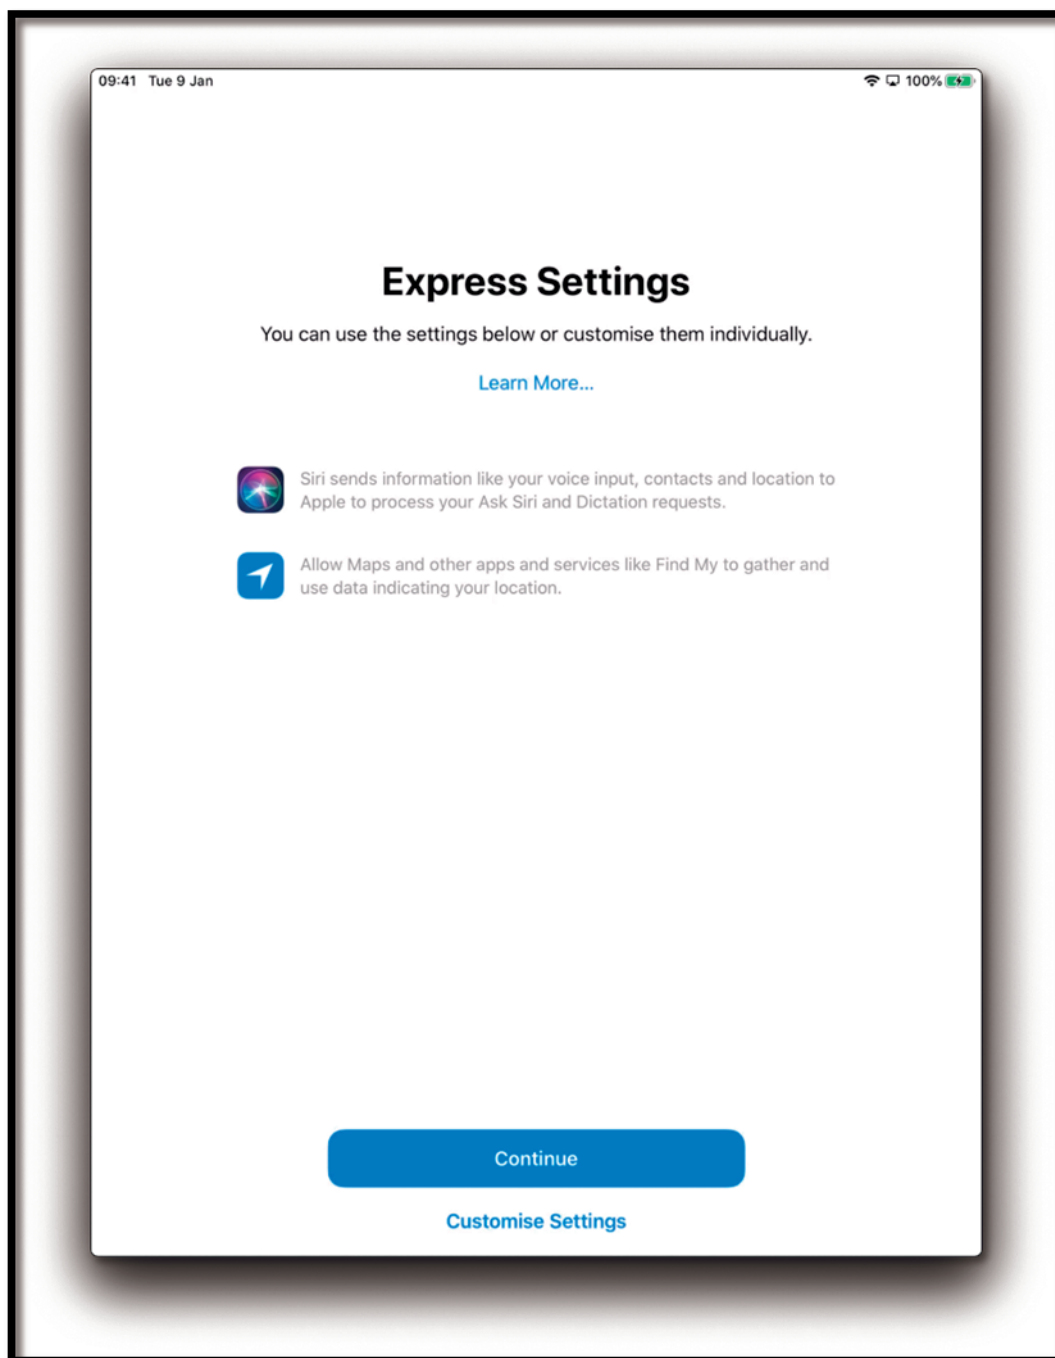 09:41 Tue 9 Jan
100%
Express Settings
You can use the settings below or customise them individually.
Learn More...
Siri sends information like your voice input, contacts and location to
Apple to process your Ask Siri and Dictation requests.
Allow Maps and other apps and services like Find My to gather and
use data indicating your location.
Continue
Customise Settings